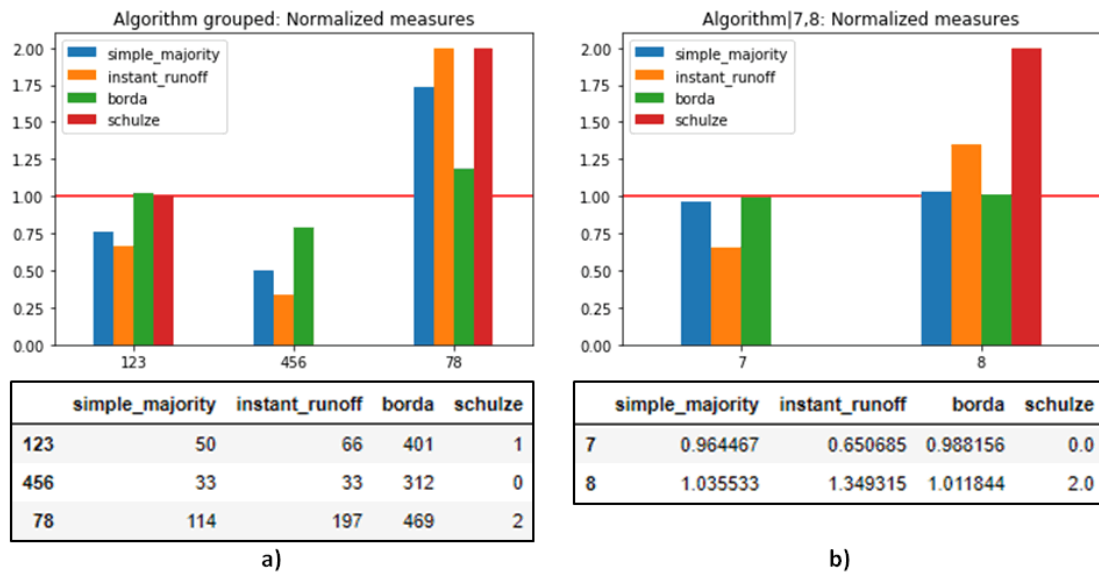 Algorithm grouped: Normalized measures
2.00
1.75
1.50
1.25
1.00
0.75
0.50
0.25
0.00
simple_majority
instant_runoff
borda
schulze
123 456 78
simple_majority instant_runoff borda schulze
123 50 66 401 1
456 33 33 312 0
78 114 197 469 2
a)
Algorithm|7,8: Normalized measures
2.00
1.75
1.50
1.25
1.00
0.75
0.50
0.25
0.00
simple_majority
instant_runoff
borda
schulze
7 8
simple_majority instant_runoff borda schulze
7 0.964467 0.650685 0.988156 0.0
8 1.035533 1.349315 1.011844 2.0
b)